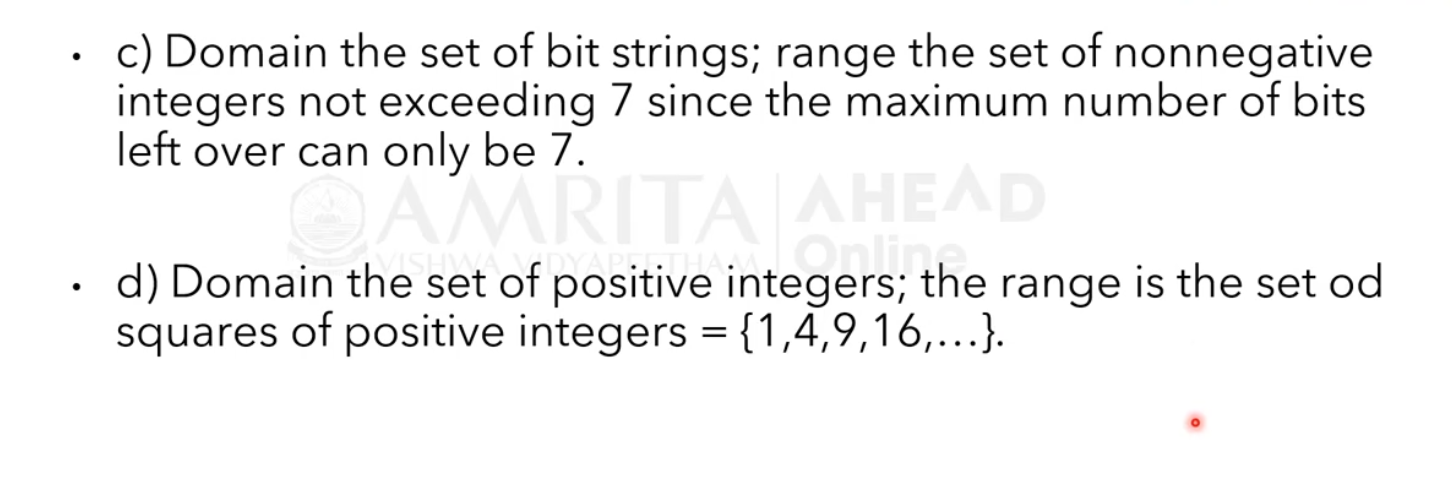 • c) Domain the set of bit strings; range the set of nonnegative
integers not exceeding 7 since the maximum number of bits
left over can only be 7.
AMRITA AHEAD
VISHWA VIDYAPEETHAM Online
• d) Domain the set of positive integers; the range is the set od
squares of positive integers = {1,4,9,16,...}.